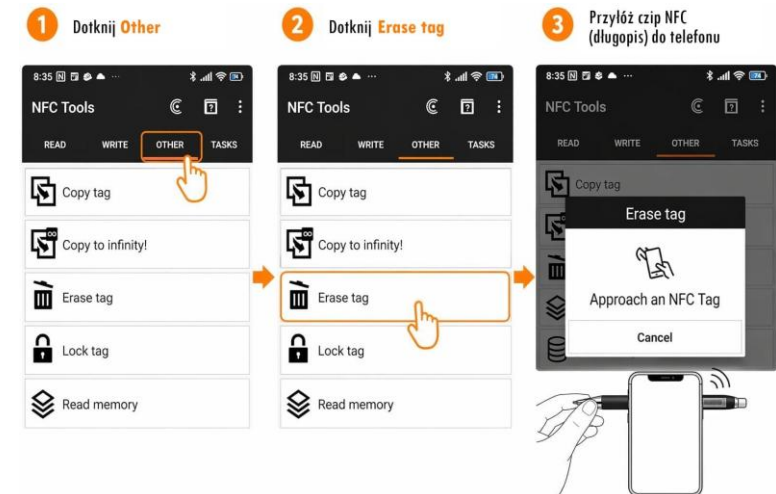 1 Dotknij Other
8:35 N ...
74
NFC Tools
READ WRITE OTHER TASKS
Copy tag
Copy to infinity!
Erase tag
Lock tag
Read memory
2 Dotknij Erase tag
8:35 N ...
74
NFC Tools
READ WRITE OTHER TASKS
Copy tag
Copy to infinity!
Erase tag
Lock tag
Read memory
3 Przyłóż czip NFC
(długopis) do telefonu
8:35 N ...
74
NFC Tools
READ WRITE OTHER TASKS
Copy tag
Erase tag
Approach an NFC Tag
Cancel